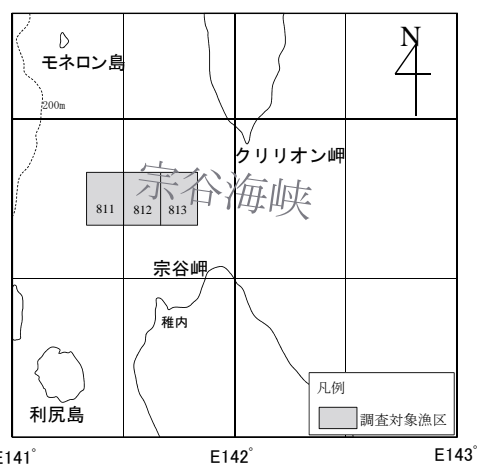 モネロン島
N
200m
クリリオン岬
宗谷海峡
811 812 813
宗谷岬
稚内
利尻島
凡例
調査対象漁区
E141° E142° E143°